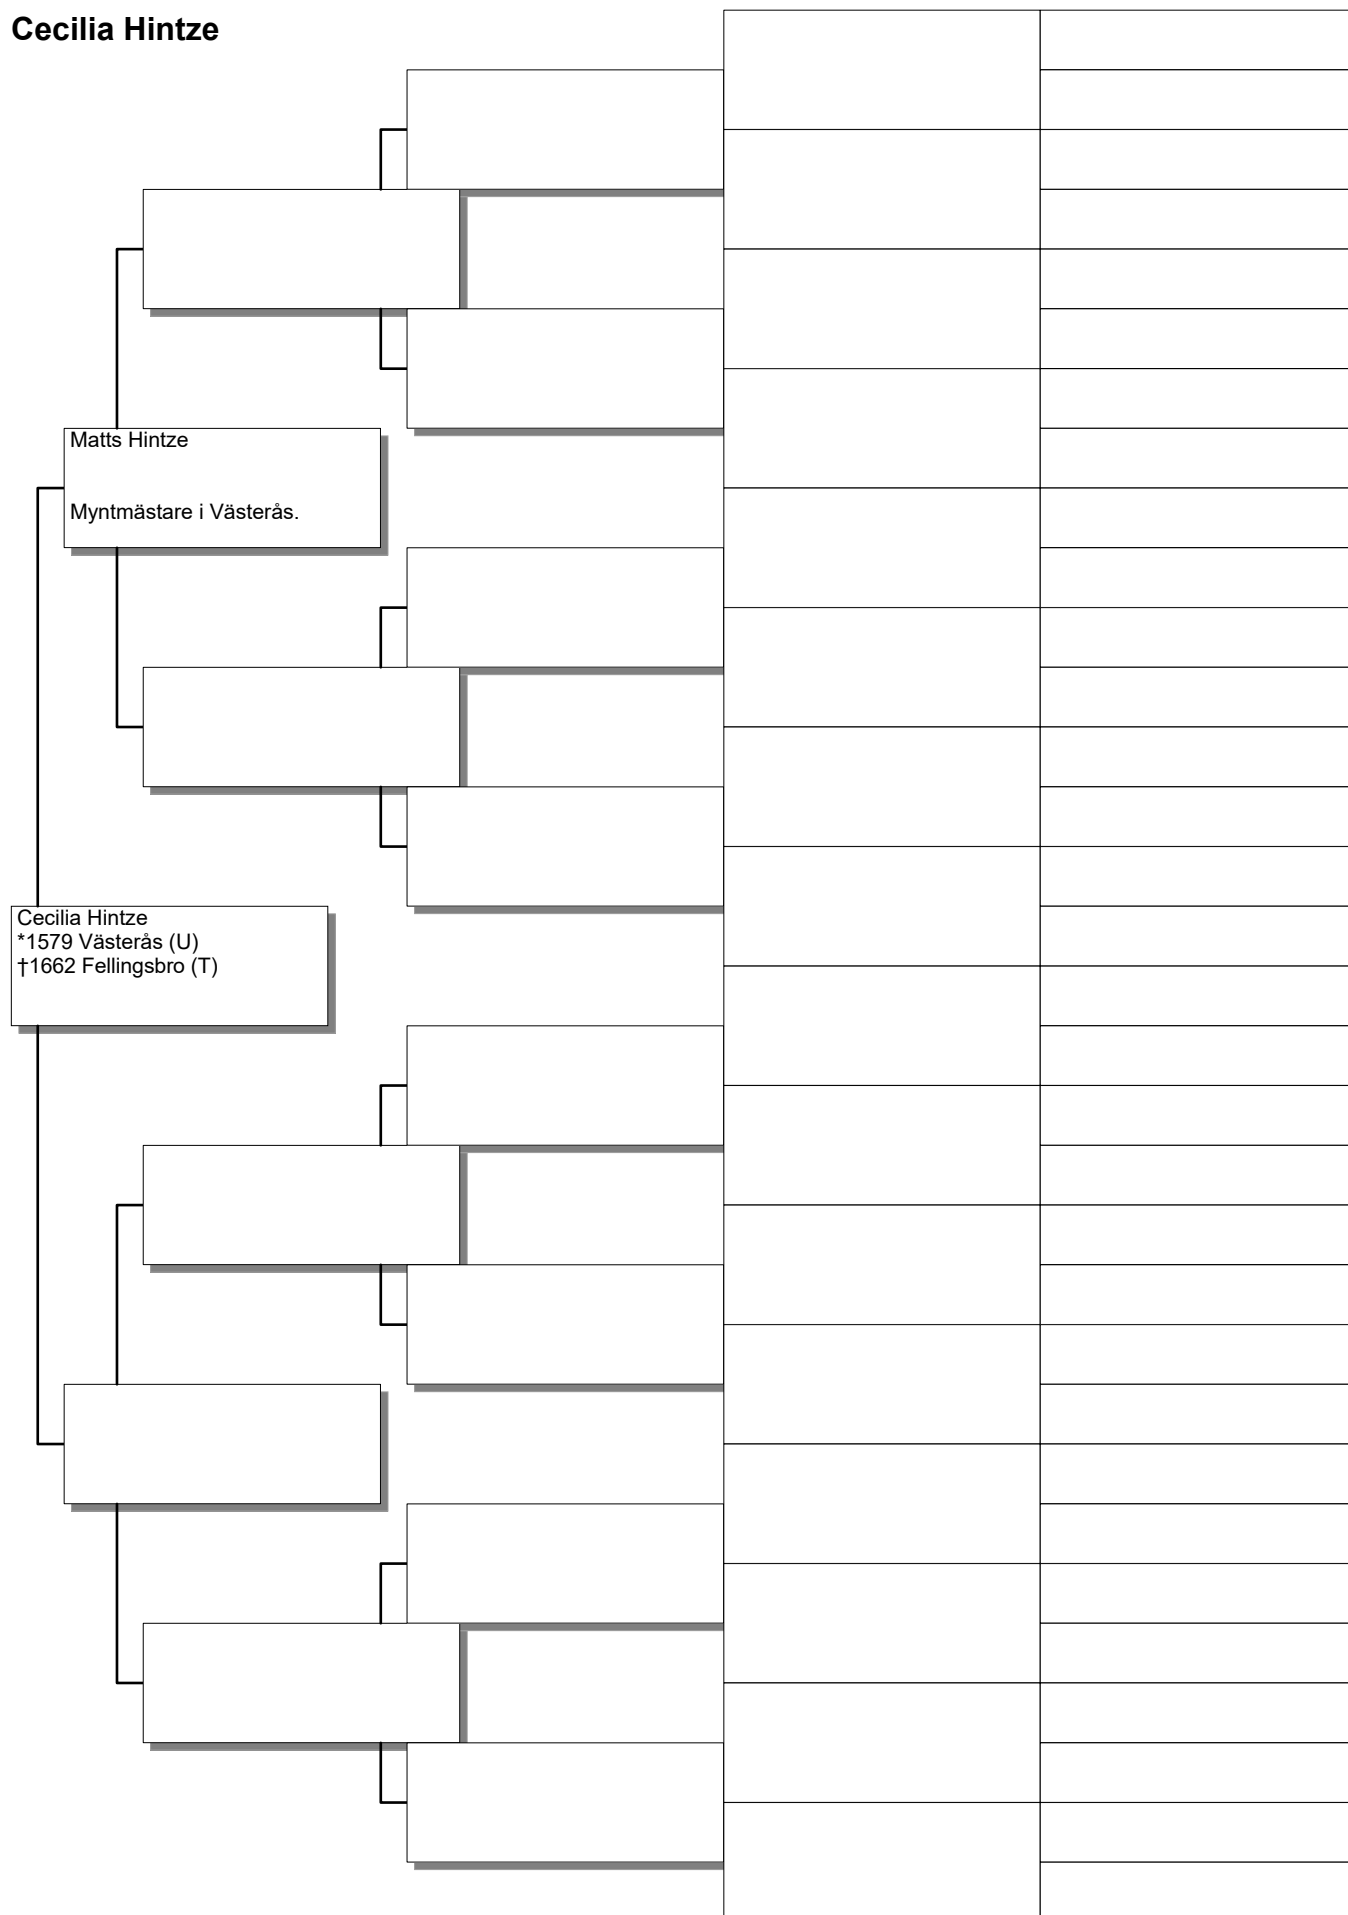 Cecilia Hintze
Matts Hintze
Myntmästare i Västerås.
Cecilia Hintze
*1579 Västerås (U)
†1662 Fellingsbro (T)